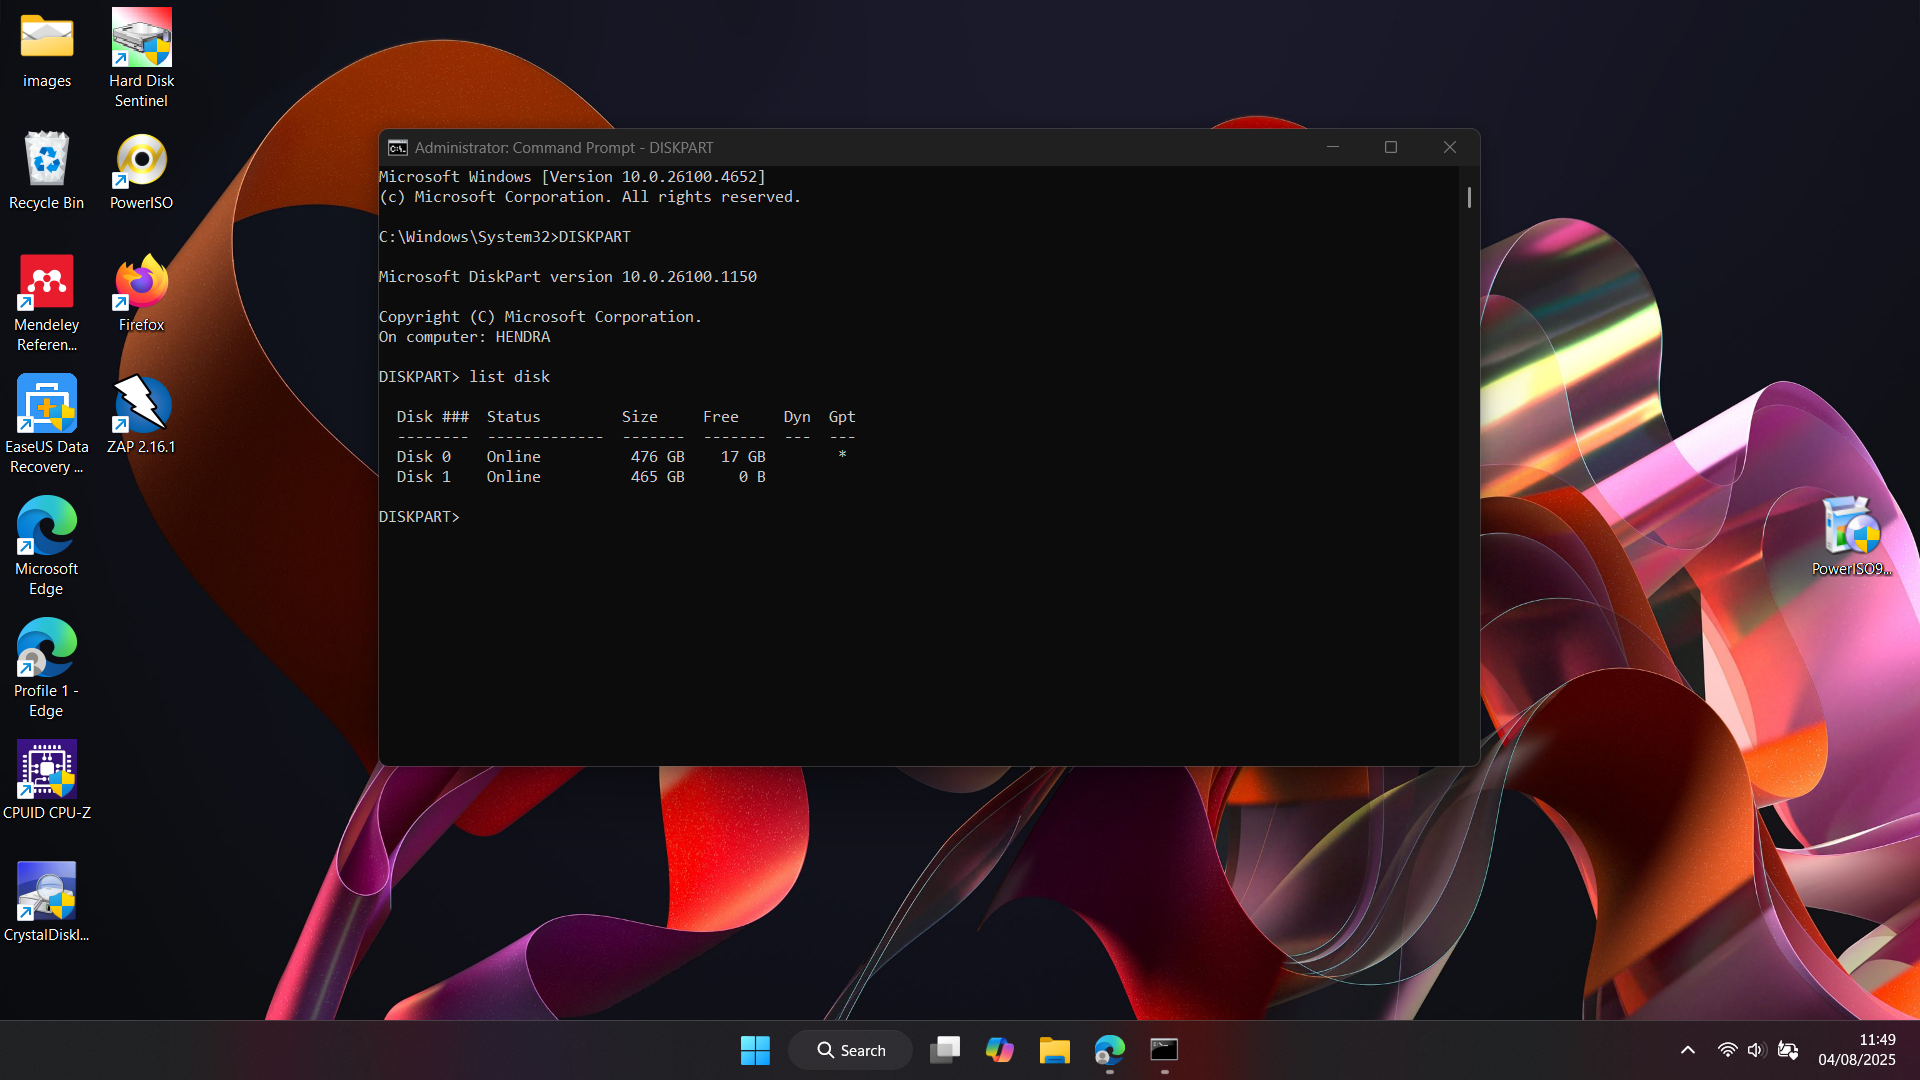 images
Hard Disk
Sentinel
Recycle Bin
PowerISO
Mendeley
Referen...
Firefox
EaseUS Data
Recovery ...
ZAP 2.16.1
Microsoft
Edge
Profile 1 -
Edge
CPUID CPU-Z
CrystalDiskI...
Administrator: Command Prompt - DISKPART
Microsoft Windows [Version 10.0.26100.4652]
(c) Microsoft Corporation. All rights reserved.
C:\Windows\System32>DISKPART
Microsoft DiskPart version 10.0.26100.1150
Copyright (C) Microsoft Corporation.
On computer: HENDRA
DISKPART> list disk
Disk ###  Status         Size     Free     Dyn  Gpt
--------  -------------  -------  -------  ---  ---
Disk 0    Online          476 GB    17 GB        *
Disk 1    Online          465 GB      0 B
DISKPART>
PowerISO9...
Search
11:49
04/08/2025